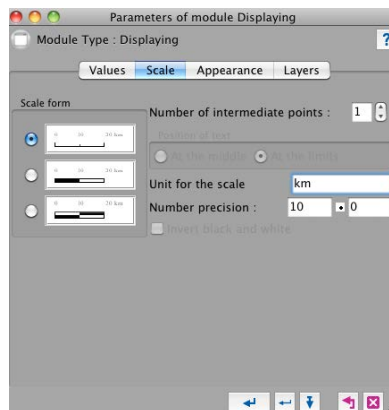 Parameters of module Displaying
Module Type : Displaying
?
Values Scale Appearance Layers
Scale form
Number of intermediate points : 1
Position of text
At the middle At the limits
Unit for the scale km
Number precision : 10 0
Invert black and white